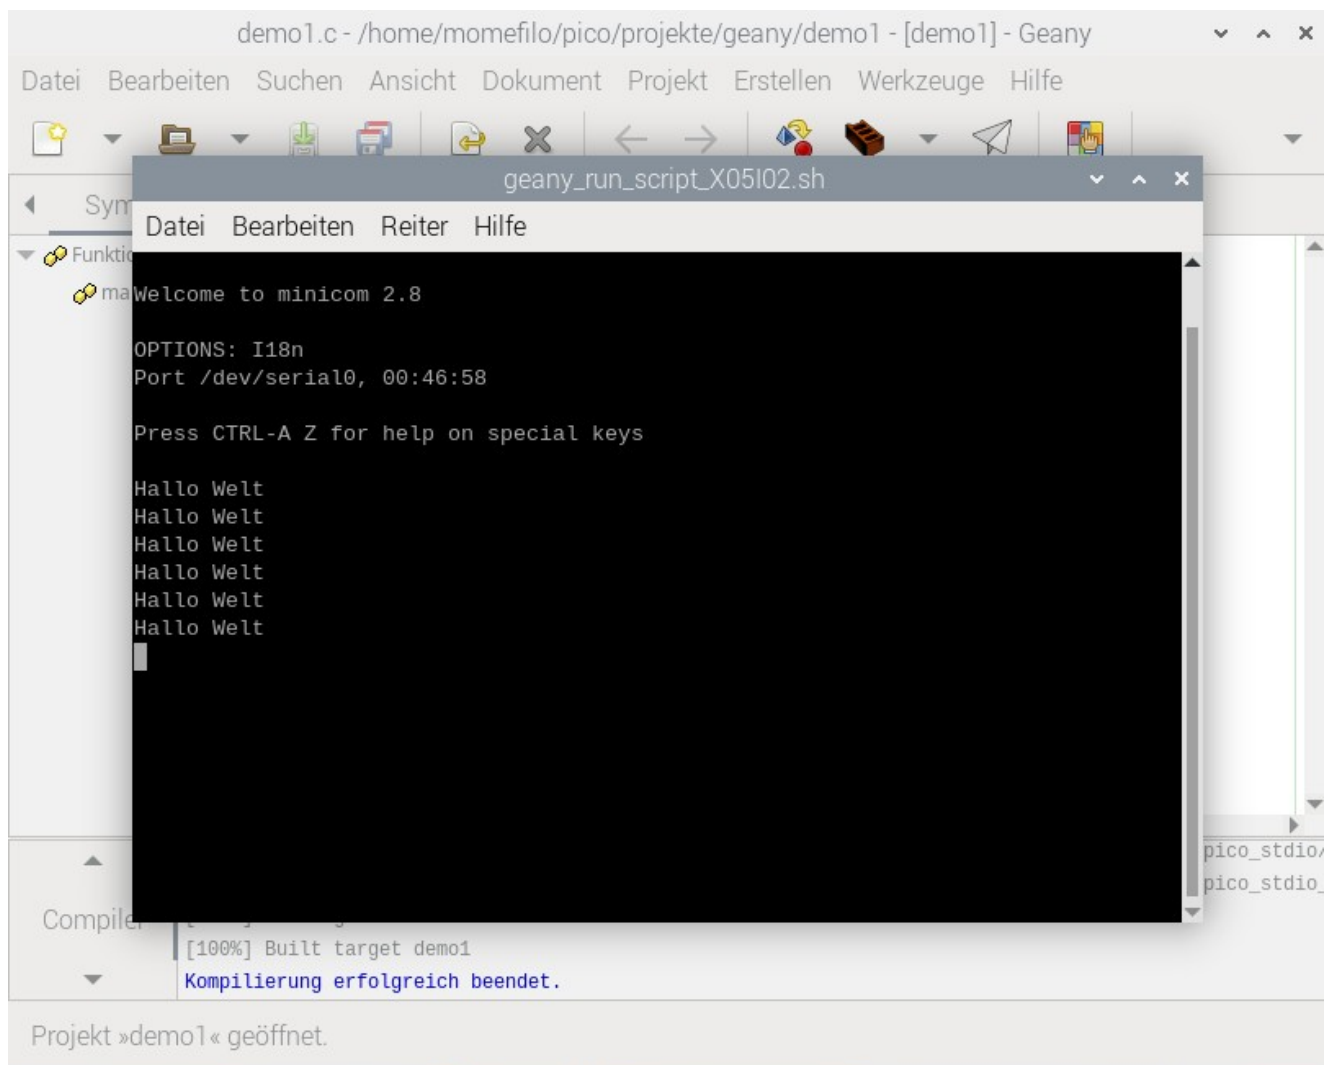 demo1.c - /home/momefilo/pico/projekte/geany/demo1 - [demo1] - Geany
Datei Bearbeiten Suchen Ansicht Dokument Projekt Erstellen Werkzeuge Hilfe
geany_run_script_X05I02.sh
Sym
Datei Bearbeiten Reiter Hilfe
Funktio
ma
Welcome to minicom 2.8
OPTIONS: I18n
Port /dev/serial0, 00:46:58
Press CTRL-A Z for help on special keys
Hallo Welt
Hallo Welt
Hallo Welt
Hallo Welt
Hallo Welt
Hallo Welt
pico_stdio/
pico_stdio_
Compiler
[100%] Built target demo1
Kompilierung erfolgreich beendet.
Projekt »demo1« geöffnet.